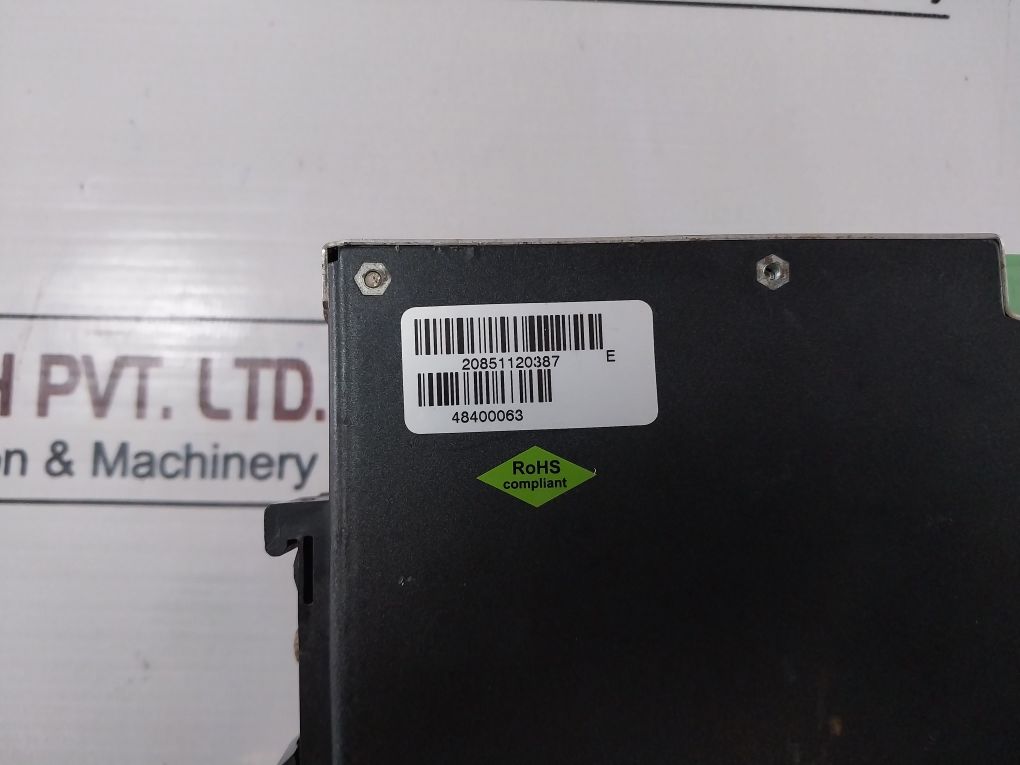 20851120387
E
48400063
RoHS
compliant
H PVT. LTD.
on & Machinery